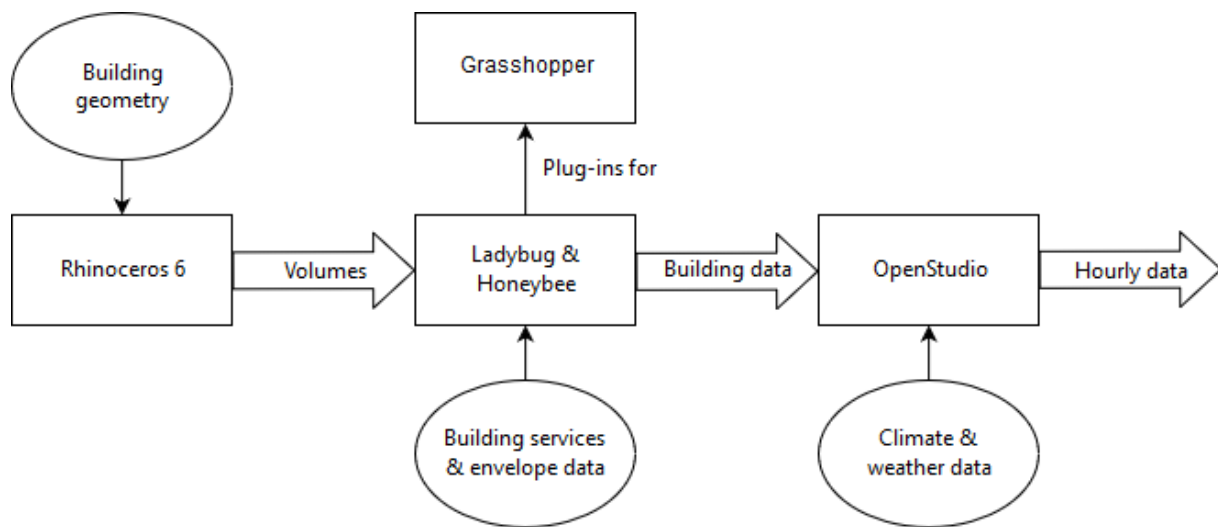 Building
geometry
Grasshopper
Plug-ins for
Rhinoceros 6
Volumes
Ladybug &
Honeybee
Building data
OpenStudio
Hourly data
Building services
& envelope data
Climate &
weather data